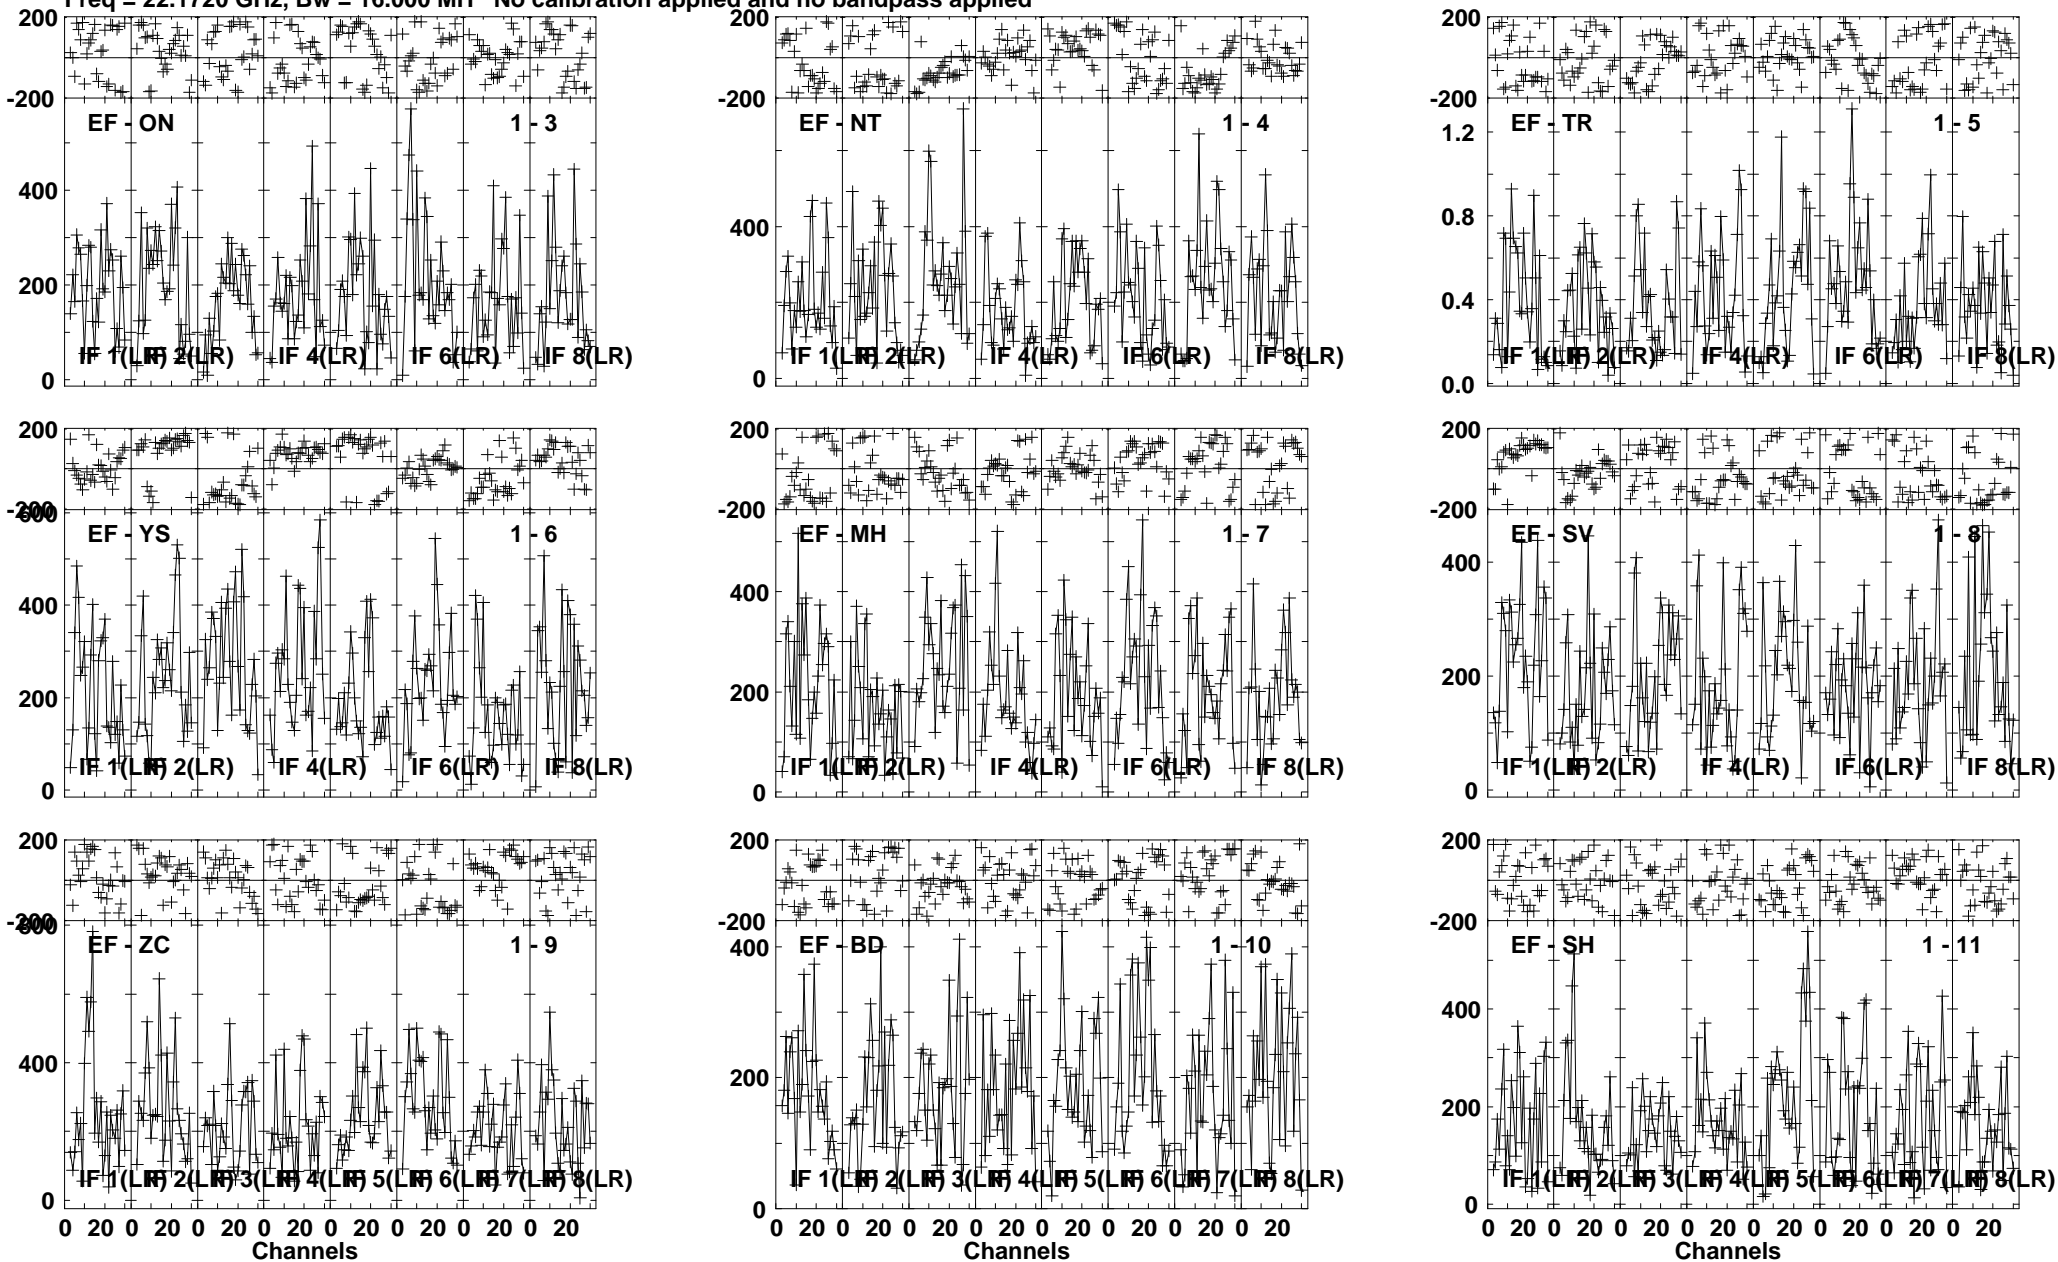 Freq = 22.1720 GHz, Bw = 16.000 MH No calibration applied and no bandpass applied
200 200 200
-200 -200 -200
EF - ON 1 - 3 EF - NT 1 - 4 EF - TR 1 - 5
1.2
400 400 0.8
200 0.4
IF 1(LR) IF 2(LR) IF 4(LR) IF 6(LR) IF 8(LR) IF 1(LR) IF 2(LR) IF 4(LR) IF 6(LR) IF 8(LR) IF 1(LR) IF 2(LR) IF 4(LR) IF 6(LR) IF 8(LR)
0 0 0.0
200 200 200
-200 -200 -200
600
EF - YS 1 - 6 EF - MH 1 - 7 EF - SV 1 - 8
400 400 400
200 200 200
IF 1(LR) IF 2(LR) IF 4(LR) IF 6(LR) IF 8(LR) IF 1(LR) IF 2(LR) IF 4(LR) IF 6(LR) IF 8(LR) IF 1(LR) IF 2(LR) IF 4(LR) IF 6(LR) IF 8(LR)
0 0 0
200 200 200
-200 -200 -200
800
EF - ZC 1 - 9 EF - BD 1 - 10 EF - SH 1 - 11
400 400 400
200 200
IF 1(LR) IF 2(LR) IF 3(LR) IF 4(LR) IF 5(LR) IF 6(LR) IF 7(LR) IF 8(LR) IF 1(LR) IF 2(LR) IF 3(LR) IF 4(LR) IF 5(LR) IF 6(LR) IF 7(LR) IF 8(LR) IF 1(LR) IF 2(LR) IF 3(LR) IF 4(LR) IF 5(LR) IF 6(LR) IF 7(LR) IF 8(LR)
0 0 0
0 20 0 20 0 20 0 20 0 20 0 20 0 20 0 20 0 20 0 20 0 20 0 20 0 20 0 20 0 20 0 20 0 20 0 20 0 20 0 20 0 20 0 20 0 20 0 20
Channels Channels Channels